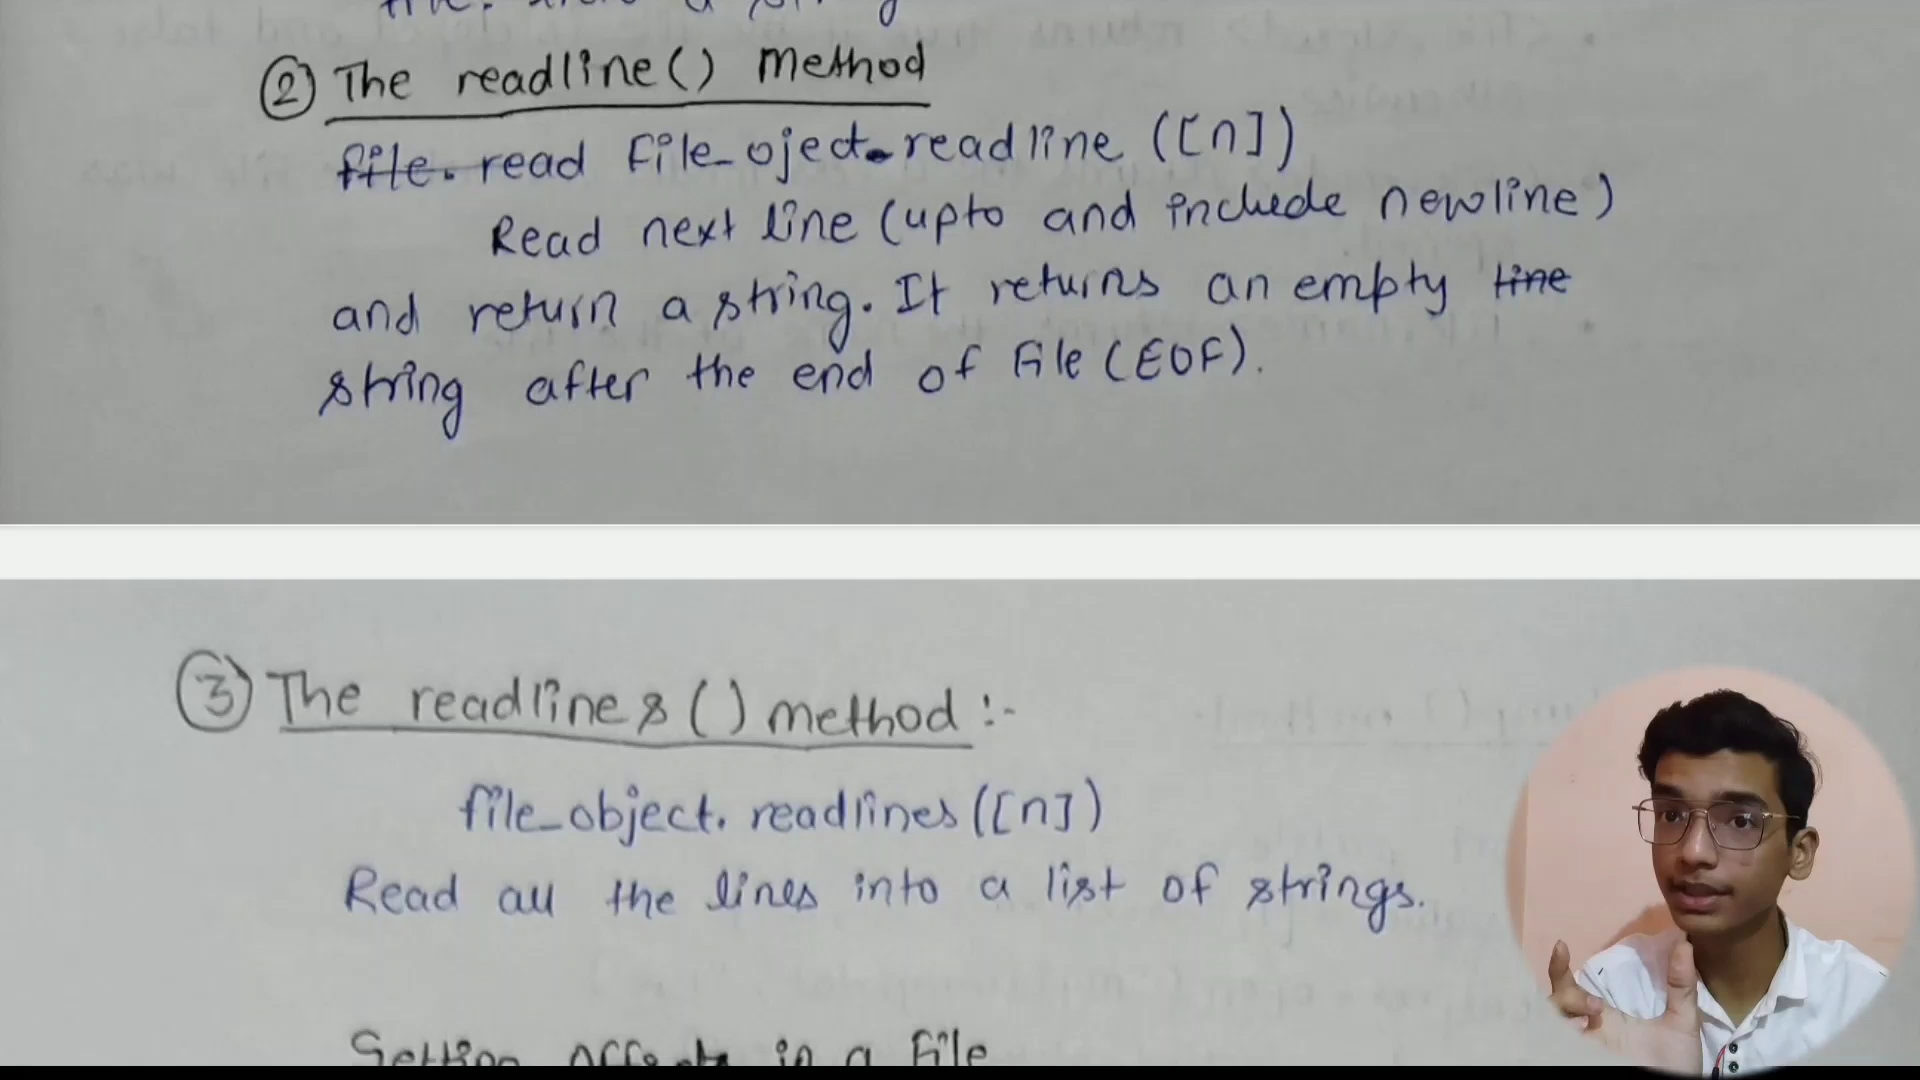 ② The readline() Method
file. read File_oject.readline ([n])
Read next line (upto and include newline)
and return a string. It returns an empty line
string after the end of file (EOF).
③ The readlines () method :-
file_object. readlines ([n])
Read all the lines into a list of strings.
in a File